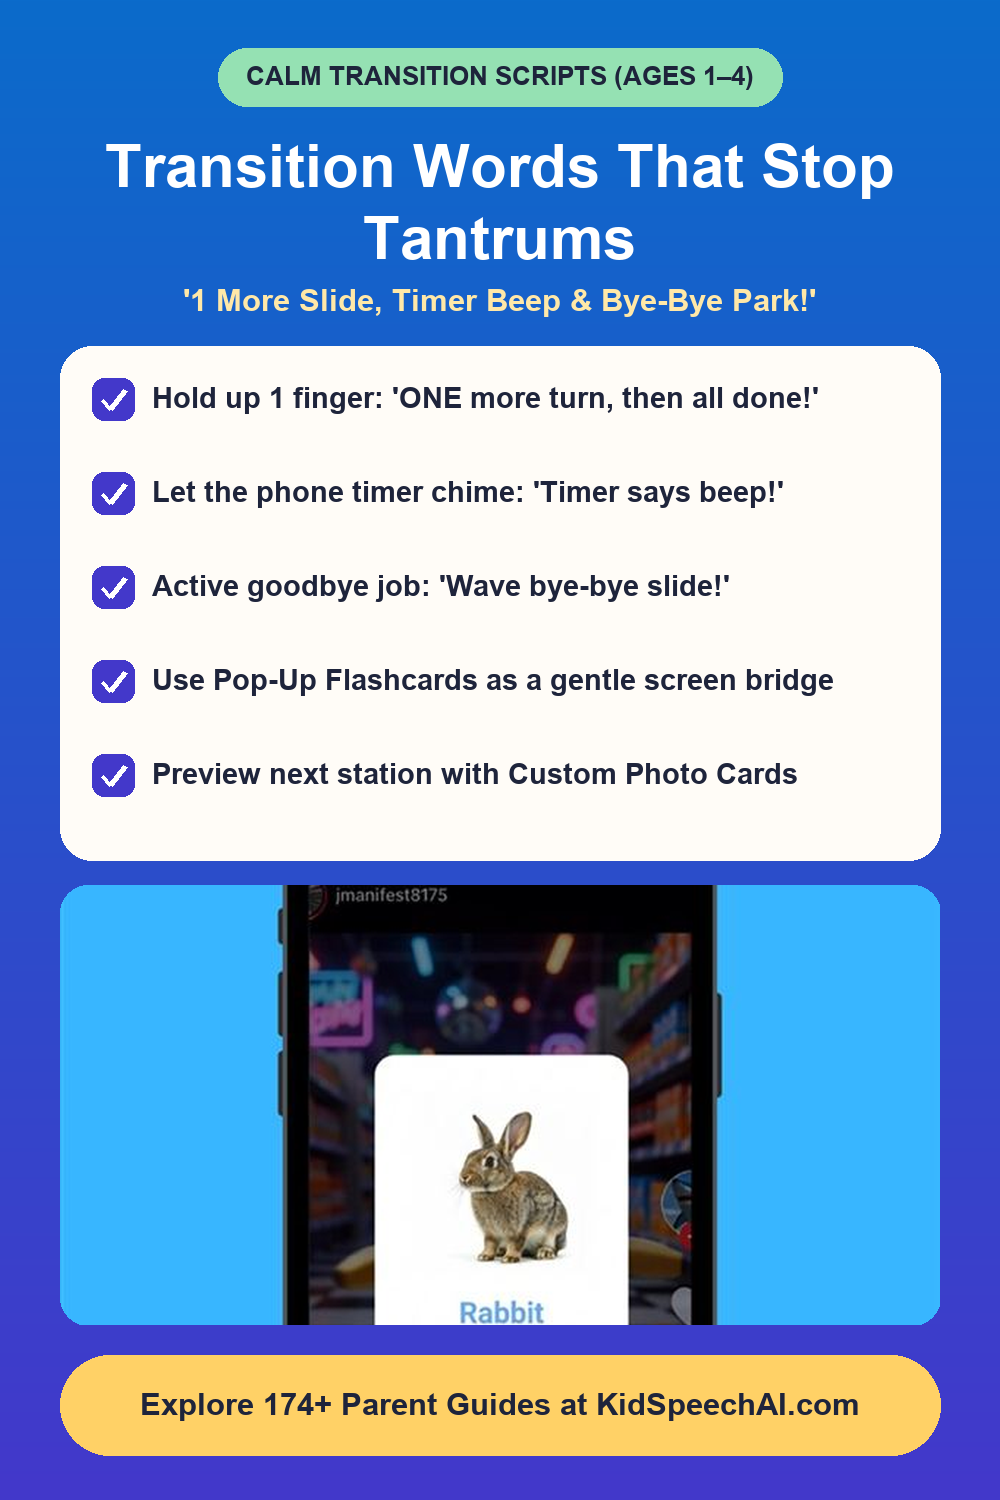 CALM TRANSITION SCRIPTS (AGES 1–4)
Transition Words That Stop
Tantrums
'1 More Slide, Timer Beep & Bye-Bye Park!'
Hold up 1 finger: 'ONE more turn, then all done!'
Let the phone timer chime: 'Timer says beep!'
Active goodbye job: 'Wave bye-bye slide!'
Use Pop-Up Flashcards as a gentle screen bridge
Preview next station with Custom Photo Cards
jmanifest8175
Rabbit
Explore 174+ Parent Guides at KidSpeechAI.com